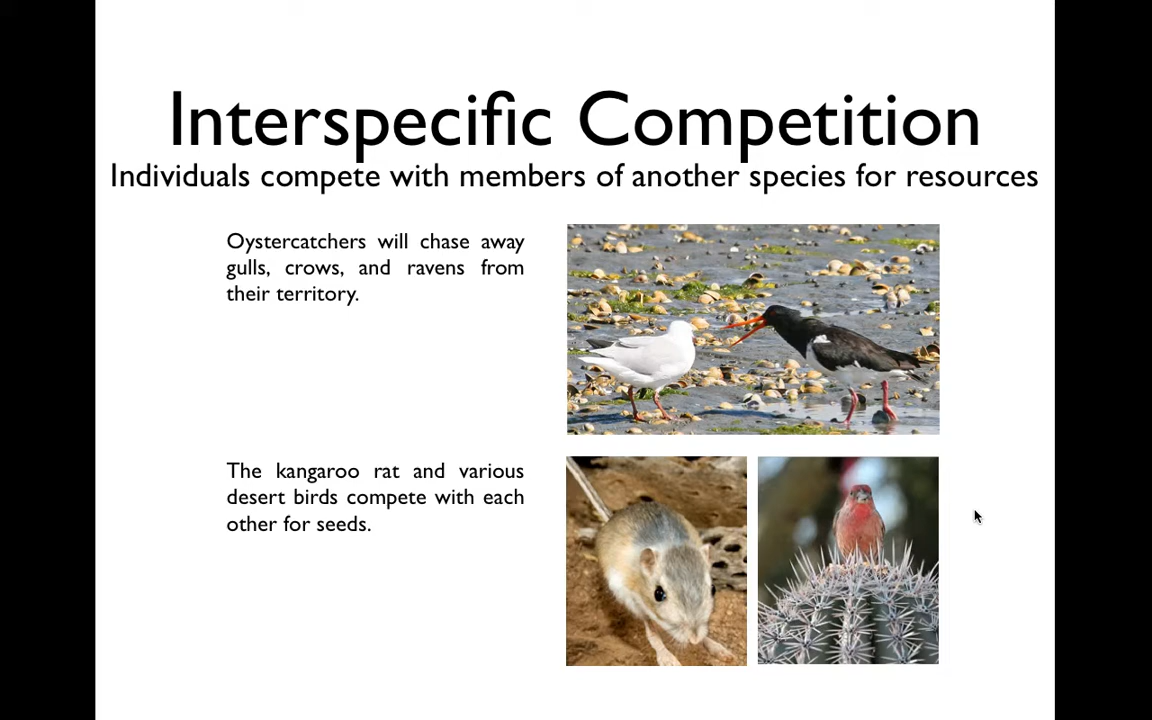 Interspecific Competition
Individuals compete with members of another species for resources
Oystercatchers will chase away
gulls, crows, and ravens from
their territory.
The kangaroo rat and various
desert birds compete with each
other for seeds.